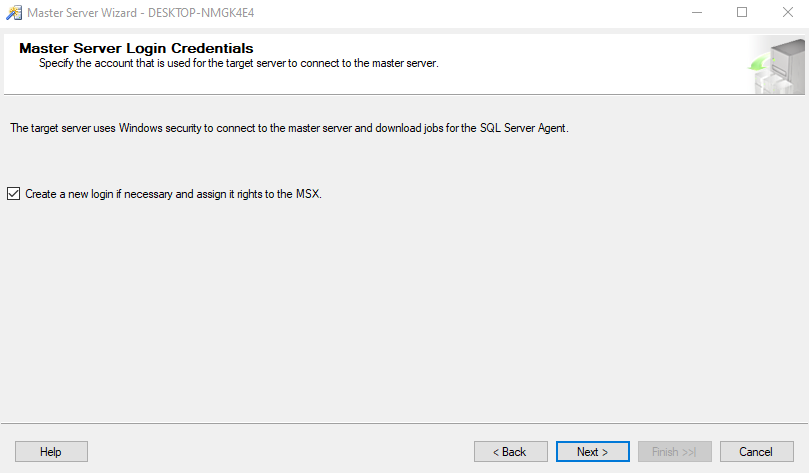 Master Server Wizard - DESKTOP-NMGK4E4
Master Server Login Credentials
Specify the account that is used for the target server to connect to the master server.
The target server uses Windows security to connect to the master server and download jobs for the SQL Server Agent.
Create a new login if necessary and assign it rights to the MSX.
Help
< Back
Next >
Finish >>|
Cancel